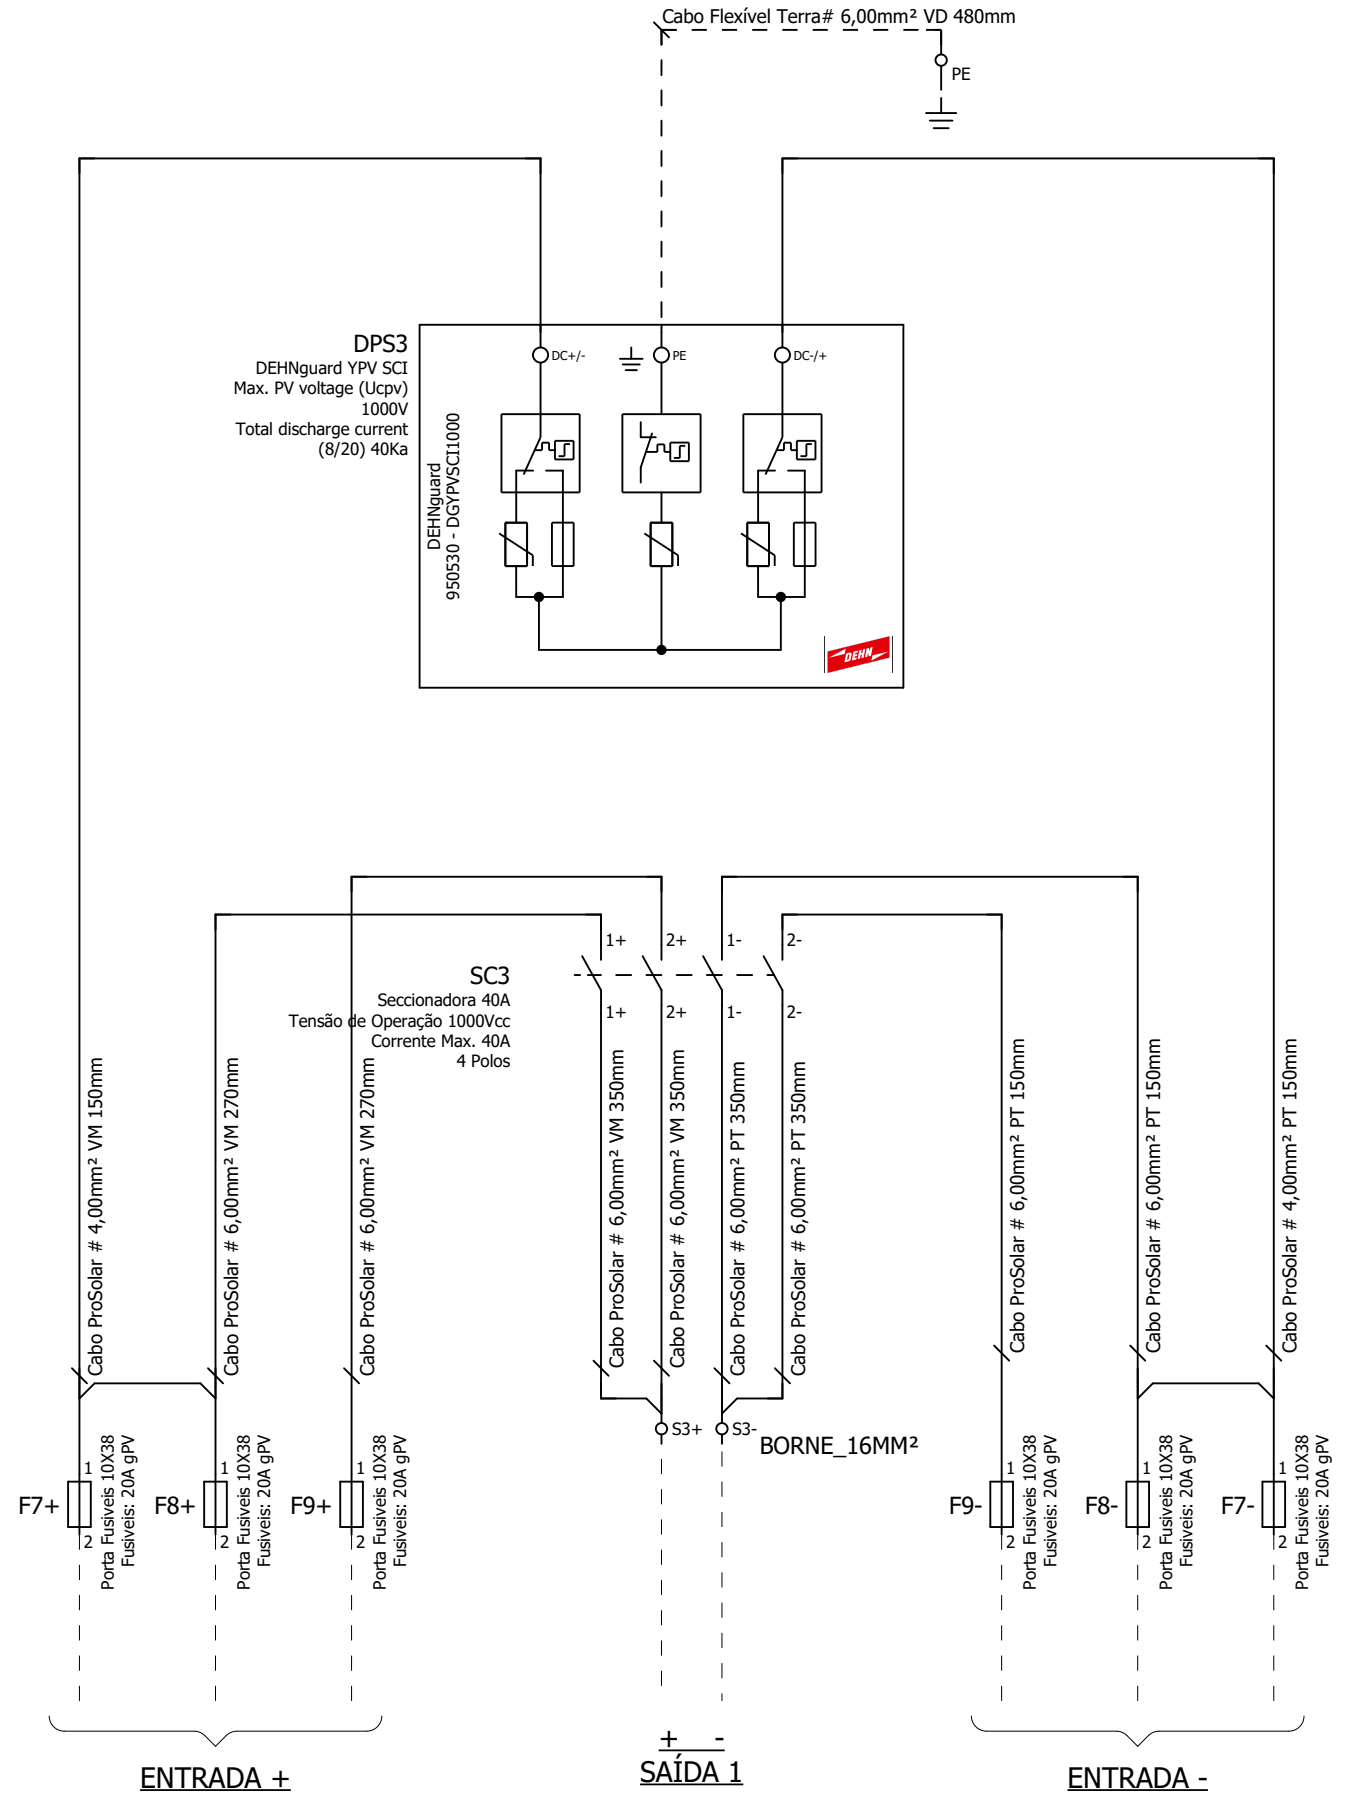 Cabo Flexível Terra# 6,00mm² VD 480mm
PE
DPS3
DEHNguard YPV SCI
Max. PV voltage (Ucpv)
1000V
Total discharge current
(8/20) 40Ka
DEHNguard
950530 - DGYPVSCI1000
DC+/-
PE
DC-/+
DEHN
1+
2+
1-
2-
SC3
Seccionadora 40A
Tensão de Operação 1000Vcc
Corrente Max. 40A
4 Polos
1+
2+
1-
2-
Cabo ProSolar # 4,00mm² VM 150mm
Cabo ProSolar # 6,00mm² VM 270mm
Cabo ProSolar # 6,00mm² VM 270mm
Cabo ProSolar # 6,00mm² VM 350mm
Cabo ProSolar # 6,00mm² VM 350mm
Cabo ProSolar # 6,00mm² PT 350mm
Cabo ProSolar # 6,00mm² PT 350mm
Cabo ProSolar # 6,00mm² PT 150mm
Cabo ProSolar # 6,00mm² PT 150mm
Cabo ProSolar # 4,00mm² PT 150mm
S3+
S3-
BORNE_16MM²
F7+
1
2
Porta Fusiveis 10X38
Fusiveis: 20A gPV
F8+
1
2
Porta Fusiveis 10X38
Fusiveis: 20A gPV
F9+
1
2
Porta Fusiveis 10X38
Fusiveis: 20A gPV
F9-
1
2
Porta Fusiveis 10X38
Fusiveis: 20A gPV
F8-
1
2
Porta Fusiveis 10X38
Fusiveis: 20A gPV
F7-
1
2
Porta Fusiveis 10X38
Fusiveis: 20A gPV
ENTRADA +
+ -
SAÍDA 1
ENTRADA -